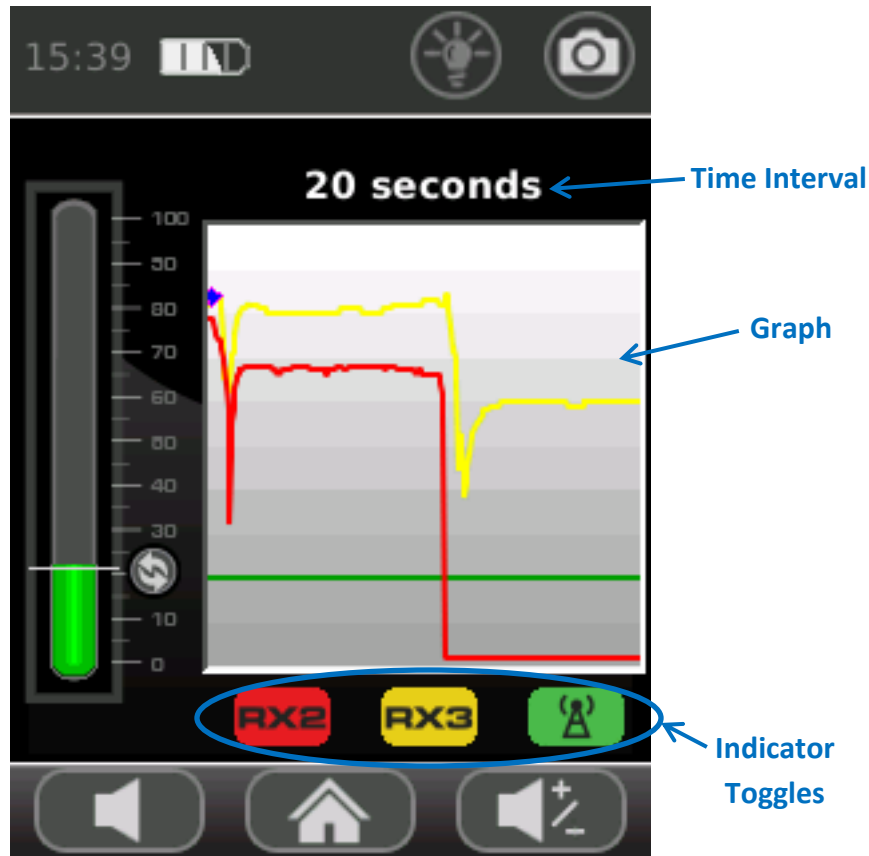 15:39
20 seconds
Time Interval
100
90
80
Graph
70
60
50
40
30
10
0
RX2 RX3
Indicator
Toggles
+
/
-